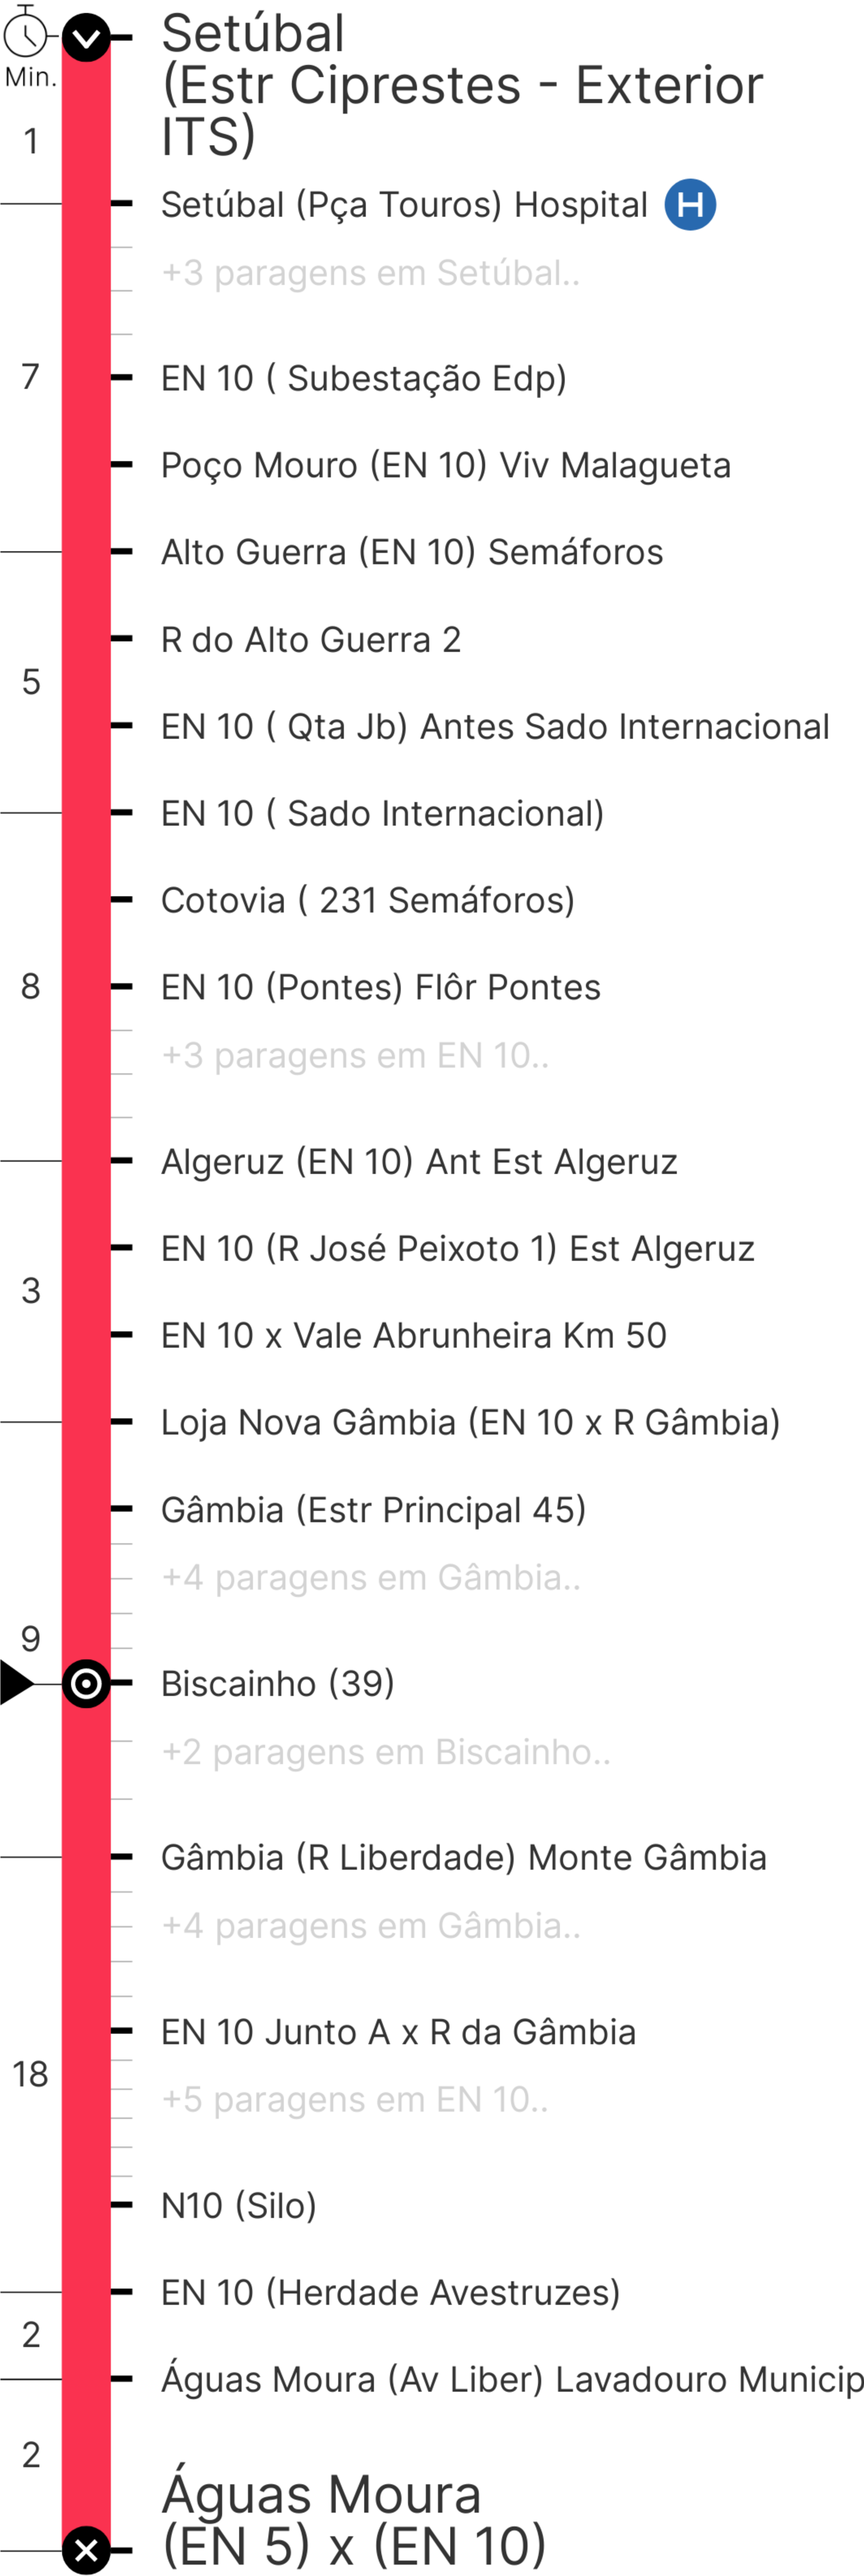 Setúbal
(Estr Ciprestes - Exterior
ITS)
Min.
1
Setúbal (Pça Touros) Hospital H
+3 paragens em Setúbal..
7
EN 10 ( Subestação Edp)
Poço Mouro (EN 10) Viv Malagueta
Alto Guerra (EN 10) Semáforos
R do Alto Guerra 2
5
EN 10 ( Qta Jb) Antes Sado Internacional
EN 10 ( Sado Internacional)
Cotovia ( 231 Semáforos)
8
EN 10 (Pontes) Flôr Pontes
+3 paragens em EN 10..
Algeruz (EN 10) Ant Est Algeruz
EN 10 (R José Peixoto 1) Est Algeruz
3
EN 10 x Vale Abrunheira Km 50
Loja Nova Gâmbia (EN 10 x R Gâmbia)
Gâmbia (Estr Principal 45)
+4 paragens em Gâmbia..
9
Biscainho (39)
+2 paragens em Biscainho..
Gâmbia (R Liberdade) Monte Gâmbia
+4 paragens em Gâmbia..
EN 10 Junto A x R da Gâmbia
18
+5 paragens em EN 10..
N10 (Silo)
EN 10 (Herdade Avestruzes)
2
Águas Moura (Av Liber) Lavadouro Municip
2
Águas Moura
(EN 5) x (EN 10)